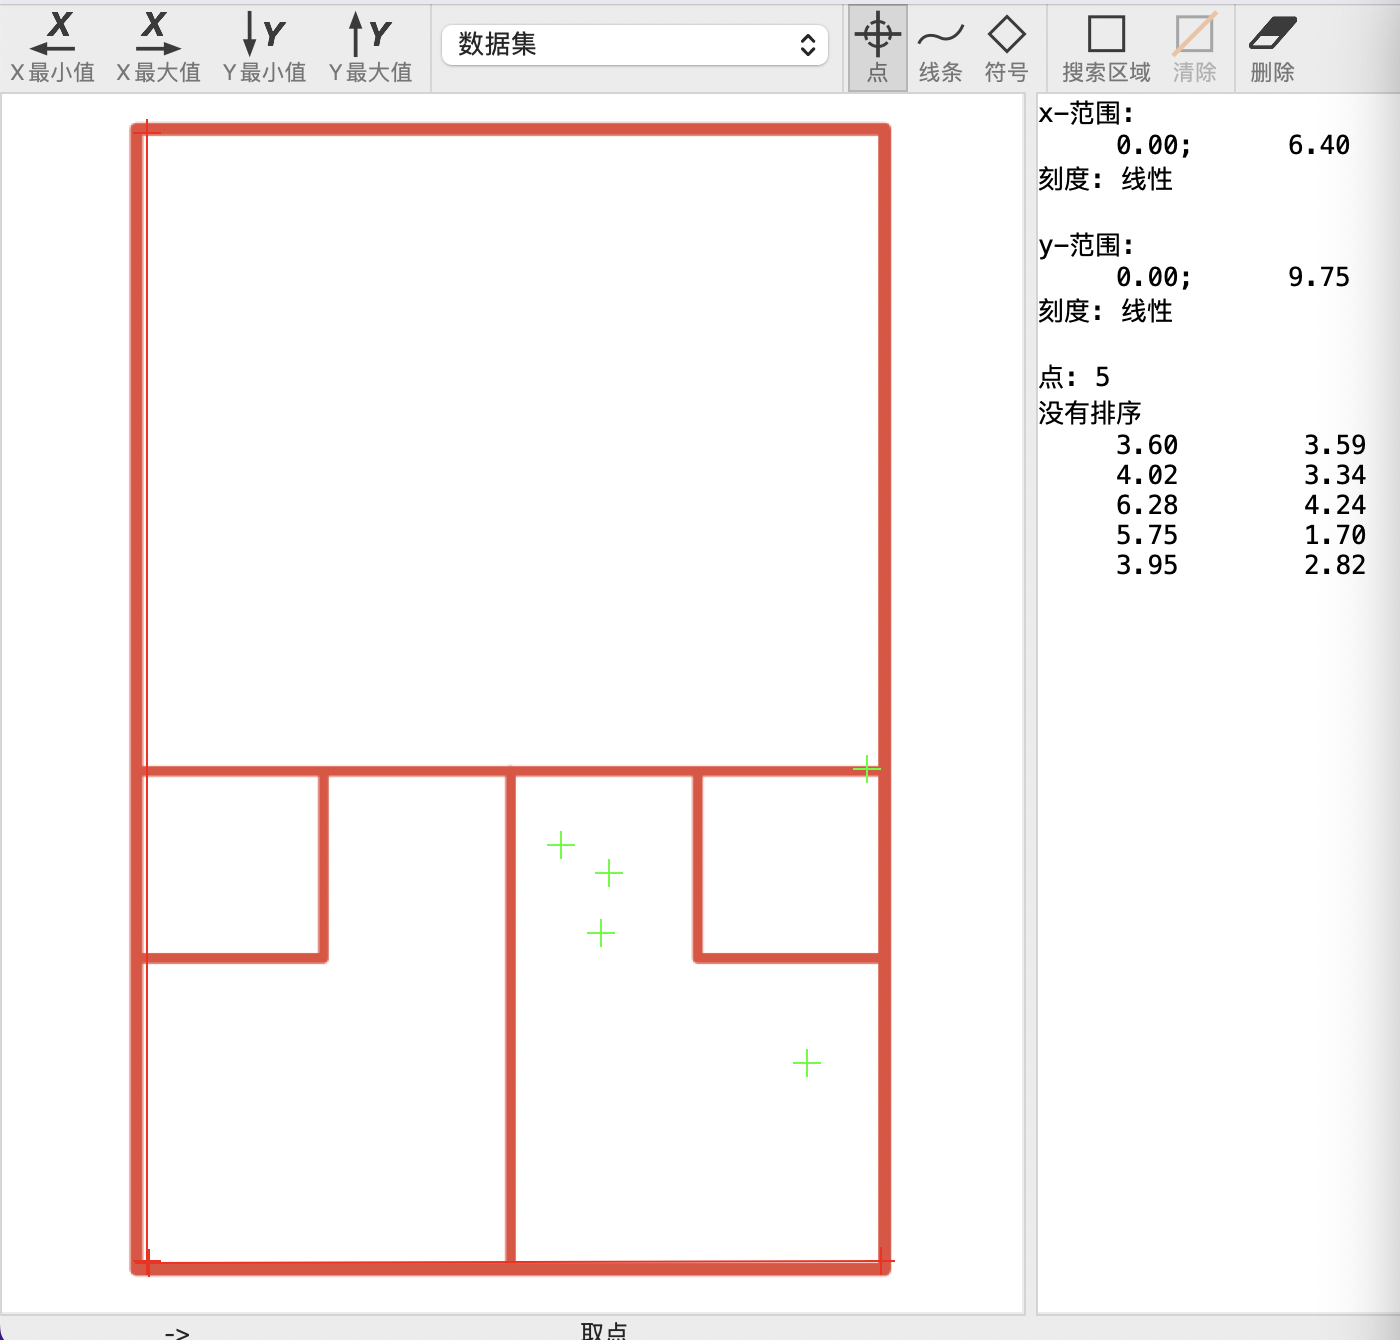 X X Y Y
X最小值 X最大值 Y最小值 Y最大值 数据集 点 线条 符号 搜索区域 清除 删除
x-范围:
0.00; 6.40
刻度: 线性
y-范围:
0.00; 9.75
刻度: 线性
点: 5
没有排序
3.60 3.59
4.02 3.34
6.28 4.24
5.75 1.70
3.95 2.82
-> 取点